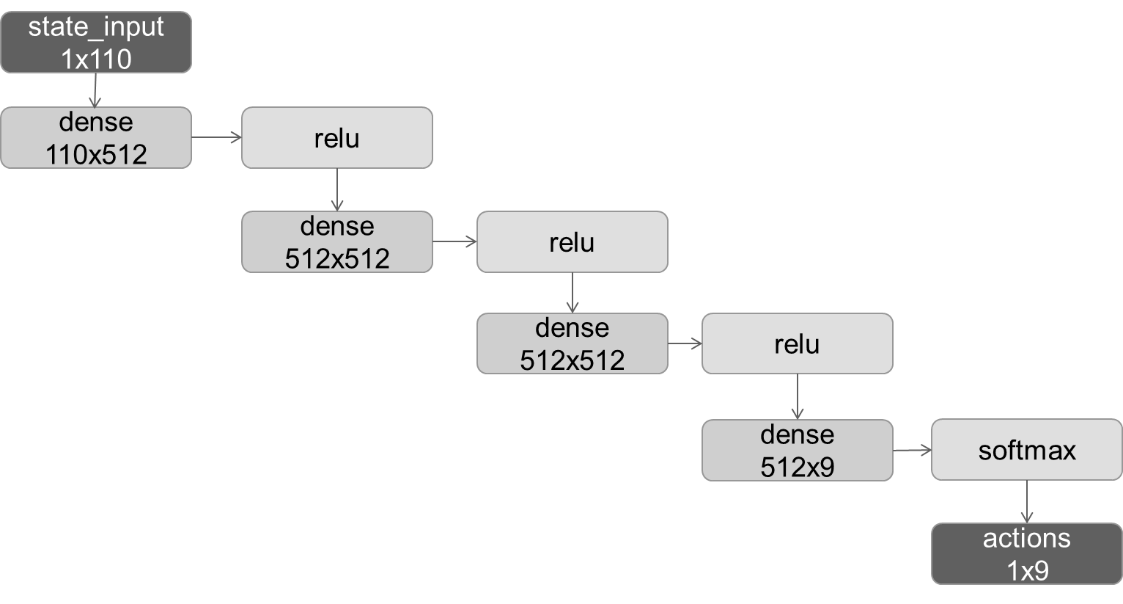 state_input
1x110
dense
110x512
relu
dense
512x512
relu
dense
512x512
relu
dense
512x9
softmax
actions
1x9